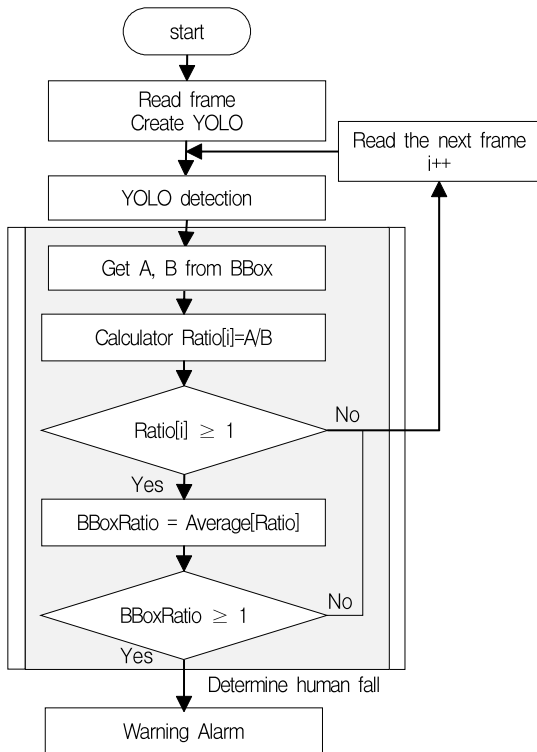 start
Read frame
Create YOLO
Read the next frame
i++
YOLO detection
Get A, B from BBox
Calculator Ratio[i]=A/B
No
Ratio[i] ≥ 1
Yes
BBoxRatio = Average[Ratio]
BBoxRatio ≥ 1
No
Yes
Determine human fall
Warning Alarm